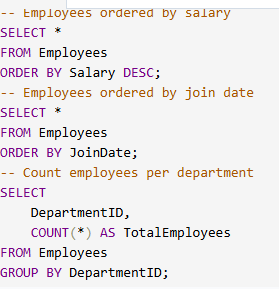 -- Employees ordered by salary
SELECT *
FROM Employees
ORDER BY Salary DESC;
-- Employees ordered by join date
SELECT *
FROM Employees
ORDER BY JoinDate;
-- Count employees per department
SELECT
    DepartmentID,
    COUNT(*) AS TotalEmployees
FROM Employees
GROUP BY DepartmentID;